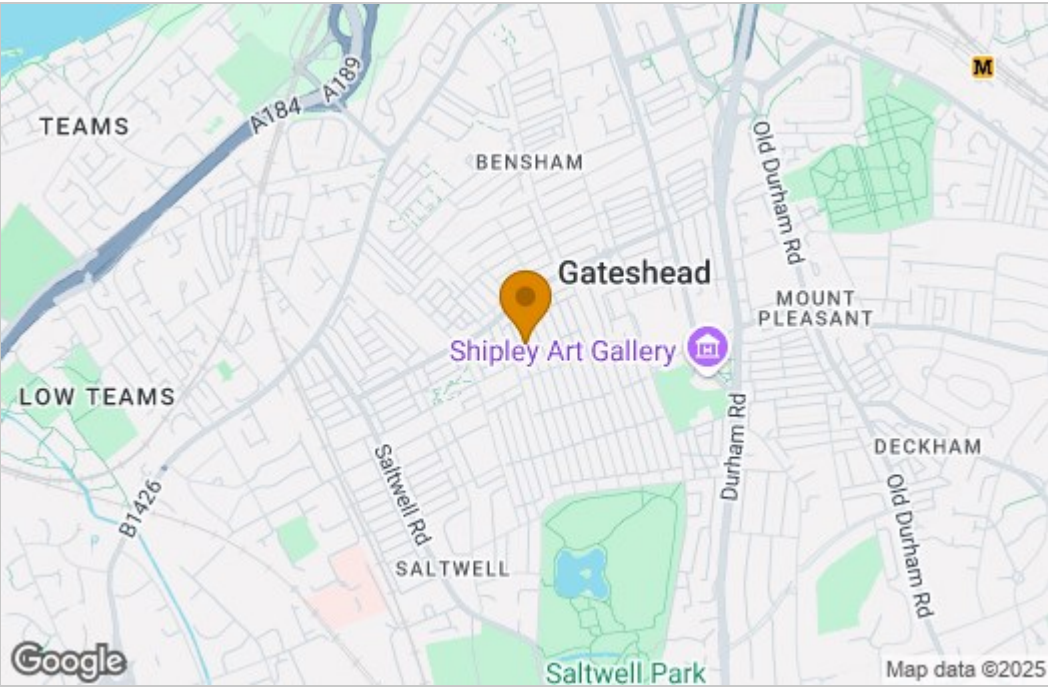 A189
A184
M
TEAMS
BENSHAM
Old Durham Rd
Gateshead
MOUNT
PLEASANT
Shipley Art Gallery
LOW TEAMS
Durham Rd
DECKHAM
Saltwell Rd
B1426
Old Durham Rd
SALTWELL
Saltwell Park
Google
Map data ©2025